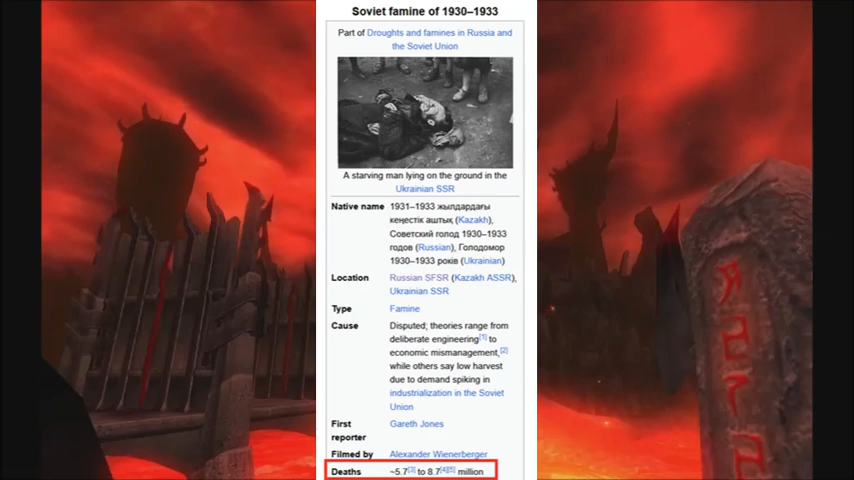 Soviet famine of 1930–1933
Part of Droughts and famines in Russia and
the Soviet Union
A starving man lying on the ground in the
Ukrainian SSR
Native name 1931–1933 жылдардағы
кеңестік аштық (Kazakh),
Советский голод 1930–1933
годов (Russian), Голодомор
1930–1933 років (Ukrainian)
Location Russian SFSR (Kazakh ASSR),
Ukrainian SSR
Type Famine
Cause Disputed; theories range from
deliberate engineering[1] to
economic mismanagement,[2]
while others say low harvest
due to demand spiking in
industrialization in the Soviet
Union
First Gareth Jones
reporter
Filmed by Alexander Wienerberger
Deaths ~5.7[3] to 8.7[4][5] million